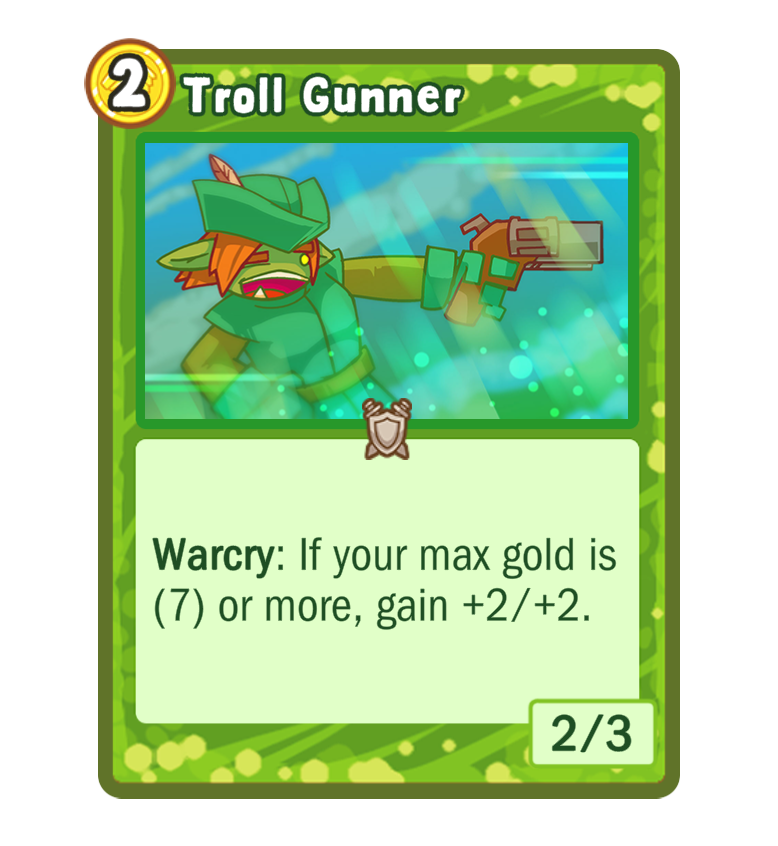 2
Troll Gunner
Warcry: If your max gold is
(7) or more, gain +2/+2.
2/3